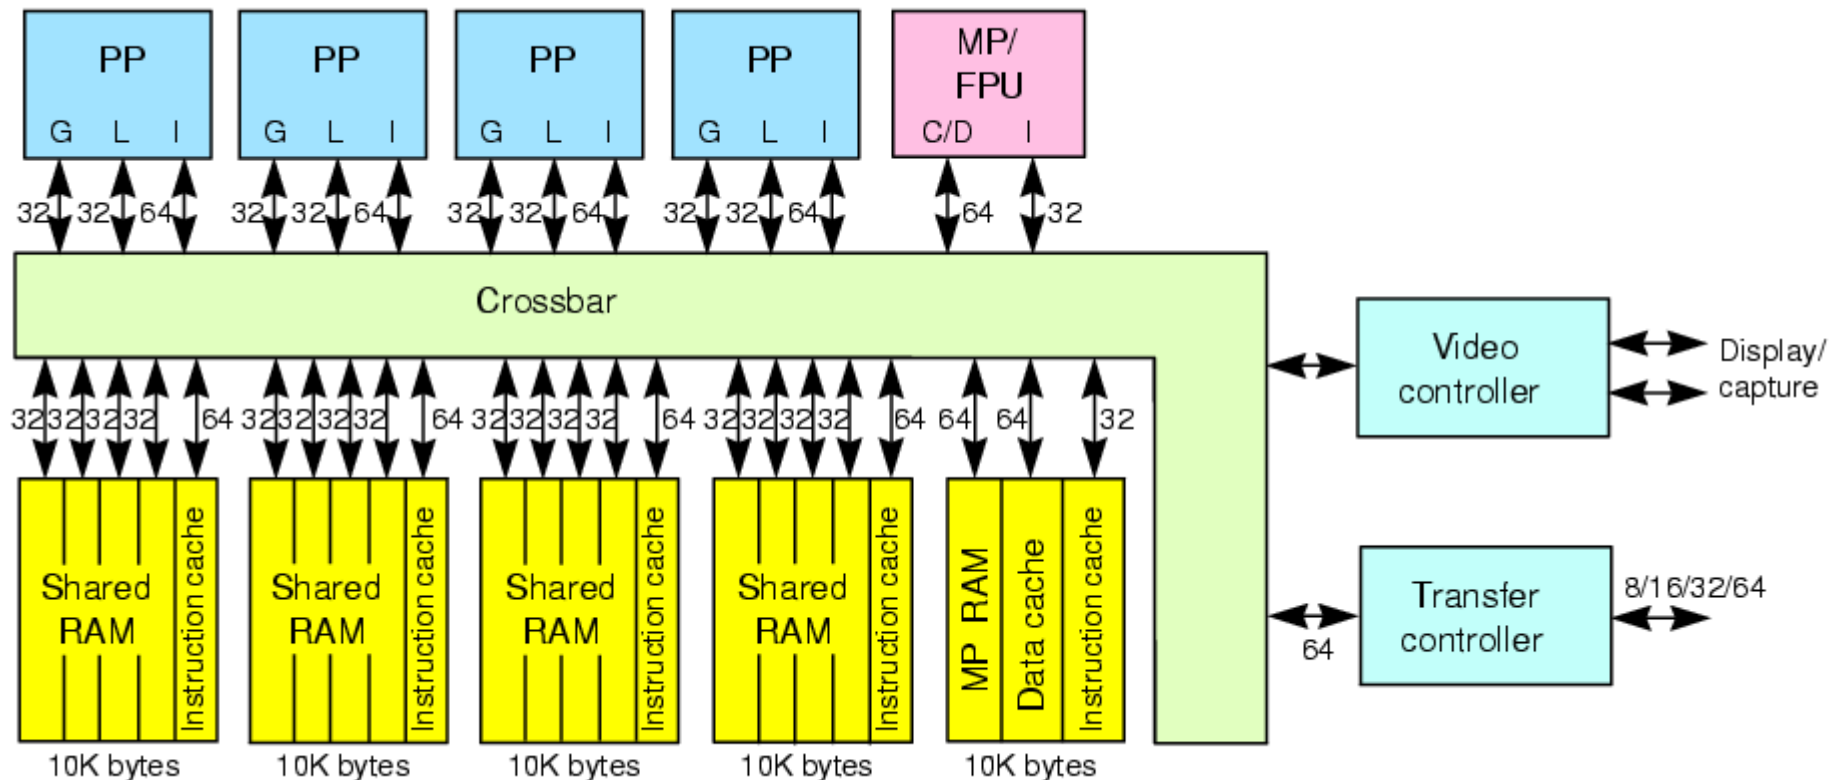 PP PP PP PP MP/
FPU
G L I G L I G L I G L I C/D I
32 32 64 32 32 64 32 32 64 32 32 64 64 32
Crossbar
Video
controller
Display/
capture
32 32 32 32 64 32 32 32 32 64 32 32 32 32 64 32 32 32 32 64 64 64 32
Shared
RAM
Instruction cache
Shared
RAM
Instruction cache
Shared
RAM
Instruction cache
Shared
RAM
Instruction cache
MP RAM
Data cache
Instruction cache
Transfer
controller
8/16/32/64
64
10K bytes 10K bytes 10K bytes 10K bytes 10K bytes